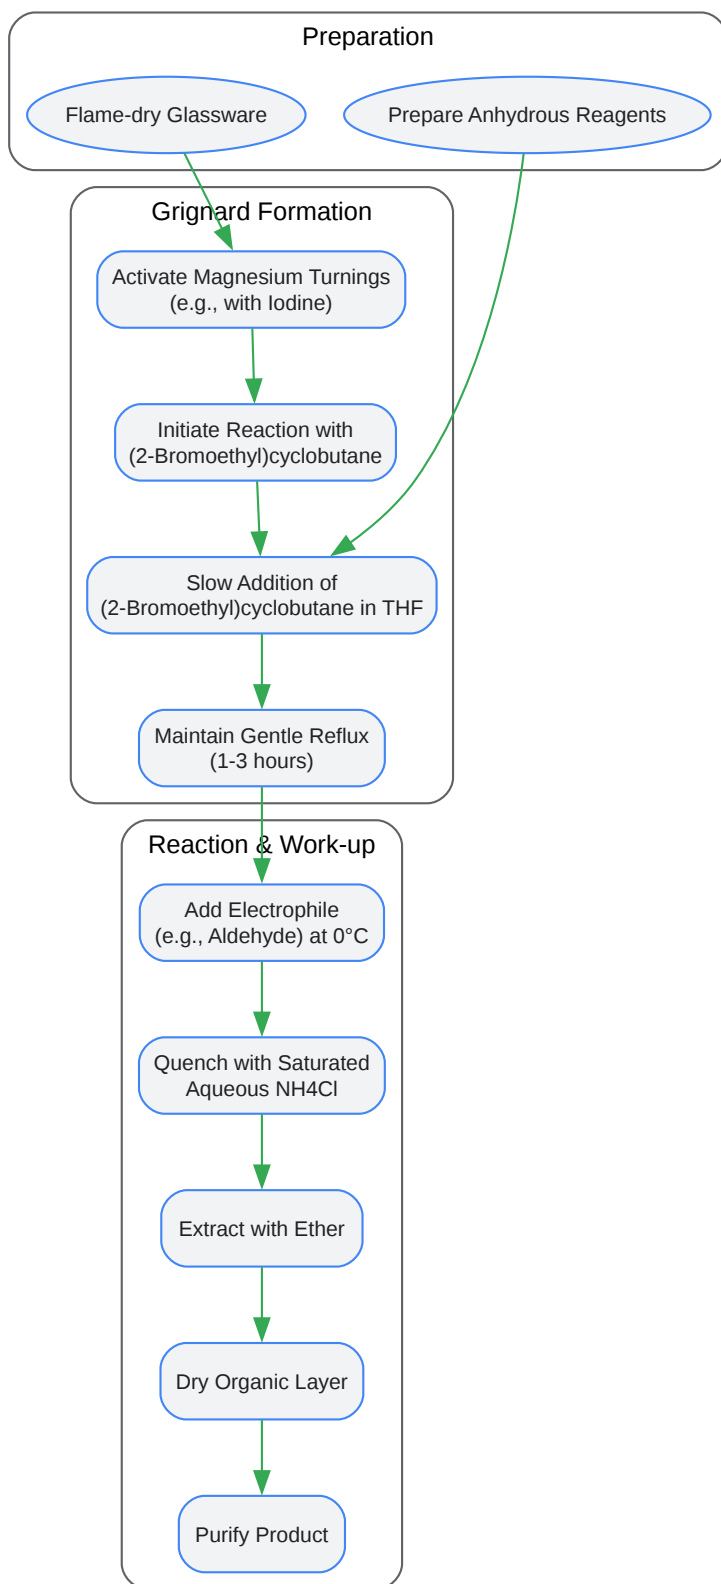 Preparation
Flame-dry Glassware
Prepare Anhydrous Reagents
Grignard Formation
Activate Magnesium Turnings
(e.g., with Iodine)
Initiate Reaction with
(2-Bromoethyl)cyclobutane
Slow Addition of
(2-Bromoethyl)cyclobutane in THF
Maintain Gentle Reflux
(1-3 hours)
Reaction & Work-up
Add Electrophile
(e.g., Aldehyde) at 0°C
Quench with Saturated
Aqueous NH4Cl
Extract with Ether
Dry Organic Layer
Purify Product